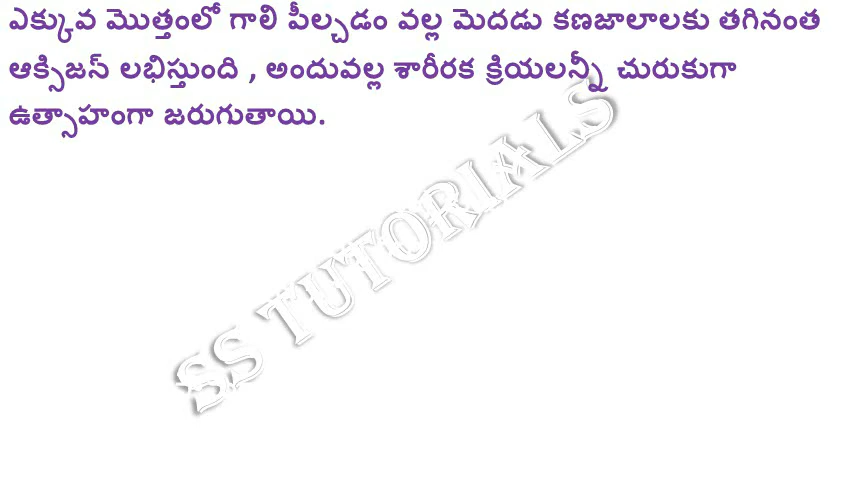 ఎక్కువ మొత్తంలో గాలి పీల్చడం వల్ల మెదడు కణజాలాలకు తగినంత
ఆక్సిజన్ లభిస్తుంది , అందువల్ల శారీరక క్రియలన్నీ చురుకుగా
ఉత్సాహంగా జరుగుతాయి.
SS TUTORIALS